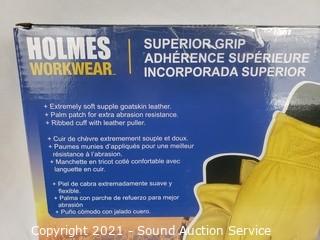 HOLMES
WORKWEAR
SUPERIOR GRIP
ADHÉRENCE SUPÉRIEURE
INCORPORADA SUPERIOR
+ Extremely soft supple goatskin leather.
+ Palm patch for extra abrasion resistance.
+ Ribbed cuff with leather puller.
+ Cuir de chèvre extremement souple et doux.
+ Paumes munies d'appliqués pour une meilleur
résistance à l'abrasion.
+ Manchette en tricot côtelé confortable avec
languette en cuir.
+ Piel de cabra extremadamente suave y
flexible.
+ Palma con parche de refuerzo para mejor
abrasión
+ Puño cómodo con jalado cuero.
Copyright 2021 - Sound Auction Service